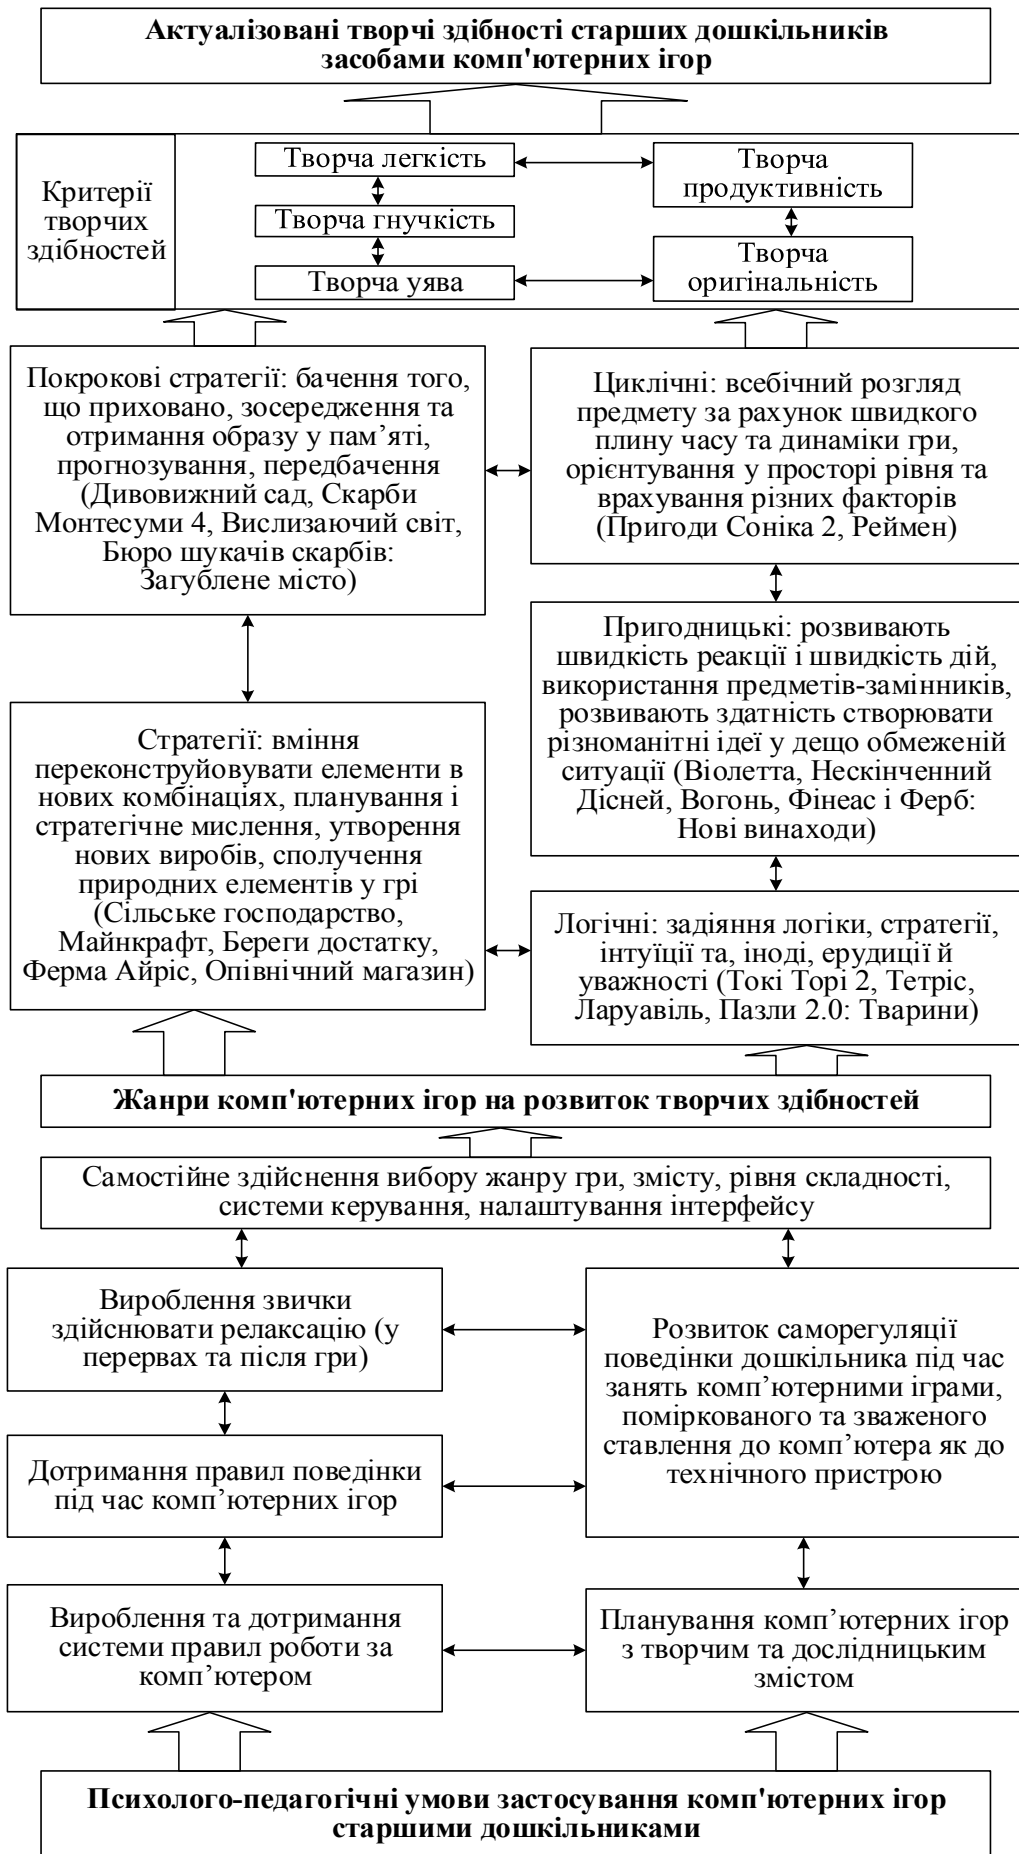 Актуалізовані творчі здібності старших дошкільників
засобами комп'ютерних ігор
Критерії
творчих
здібностей
Творча легкість
Творча гнучкість
Творча уява
Творча
продуктивність
Творча
оригінальність
Покрокові стратегії: бачення того,
що приховано, зосередження та
отримання образу у пам’яті,
прогнозування, передбачення
(Дивовижний сад, Скарби
Монтесуми 4, Вислизаючий світ,
Бюро шукачів скарбів:
Загублене місто)
Циклічні: всебічний розгляд
предмету за рахунок швидкого
плину часу та динаміки гри,
орієнтування у просторі рівня та
врахування різних факторів
(Пригоди Соніка 2, Реймен)
Пригодницькі: розвивають
швидкість реакції і швидкість дій,
використання предметів-замінників,
розвивають здатність створювати
різноманітні ідеї у дещо обмеженій
ситуації (Віолетта, Нескінченний
Дісней, Вогонь, Фінеас і Ферб:
Нові винаходи)
Стратегії: вміння
переконструйовувати елементи в
нових комбінаціях, планування і
стратегічне мислення, утворення
нових виробів, сполучення
природних елементів у грі
(Сільське господарство,
Майнкрафт, Береги достатку,
Ферма Айріс, Опівнічний магазин)
Логічні: задіяння логіки, стратегії,
інтуїції та, іноді, ерудиції й
уважності (Токі Торі 2, Тетріс,
Ларуавіль, Пазли 2.0: Тварини)
Жанри комп'ютерних ігор на розвиток творчих здібностей
Самостійне здійснення вибору жанру гри, змісту, рівня складності,
системи керування, налаштування інтерфейсу
Вироблення звички
здійснювати релаксацію (у
перервах та після гри)
Розвиток саморегуляції
поведінки дошкільника під час
занять комп’ютерними іграми,
поміркованого та зваженого
ставлення до комп’ютера як до
технічного пристрою
Дотримання правил поведінки
під час комп’ютерних ігор
Вироблення та дотримання
системи правил роботи за
комп’ютером
Планування комп’ютерних ігор
з творчим та дослідницьким
змістом
Психолого-педагогічні умови застосування комп'ютерних ігор
старшими дошкільниками